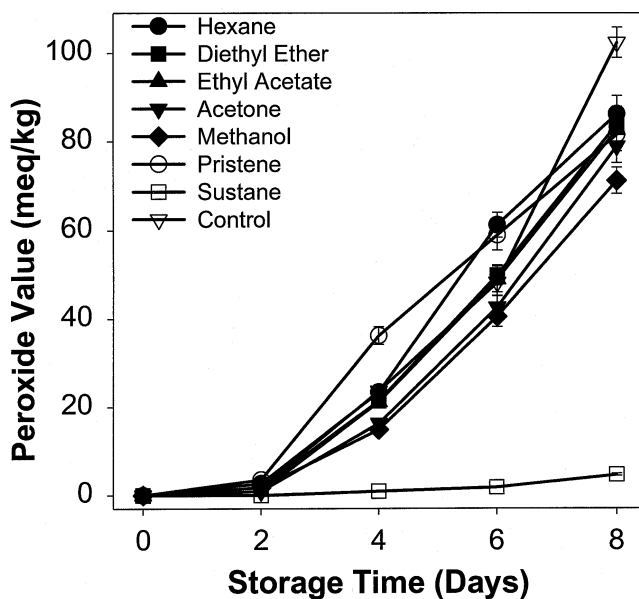 Hexane
Diethyl Ether
Ethyl Acetate
Acetone
Methanol
Pristene
Sustane
Control
100
80
60
40
20
0
Peroxide Value (meq/kg)
0 2 4 6 8
Storage Time (Days)